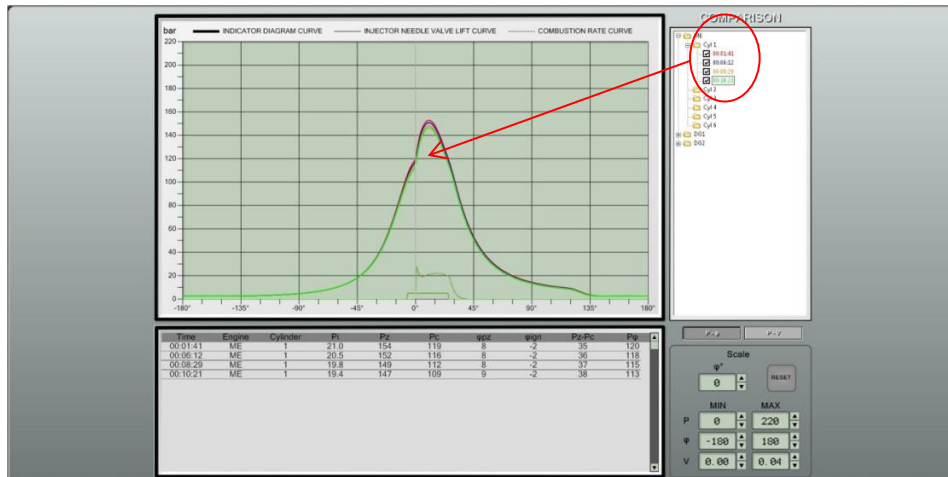 COMPARISON
bar INDICATOR DIAGRAM CURVE INJECTOR NEEDLE VALVE LIFT CURVE COMBUSTION RATE CURVE
220
200
180
160
140
120
100
80
60
40
20
0
-180° -135° -90° -45° 0° 45° 90° 135° 180°
ME
Cyl 1
00:01:41
00:06:12
00:08:29
00:10:21
Cyl 2
Cyl 4
Cyl 5
Cyl 6
DG1
DG2
Time Engine Cylinder Pi Pz Pc φpz φign Pz-Pc Pφ
00:01:41 ME 1 21.0 154 119 8 -2 35 120
00:06:12 ME 1 20.5 152 116 8 -2 36 118
00:08:29 ME 1 19.8 149 112 8 -2 37 115
00:10:21 ME 1 19.4 147 109 9 -2 38 113
P-φ P-V
Scale
φ°
0 RESET
MIN MAX
P 0 220
φ -180 180
V 0.00 0.04